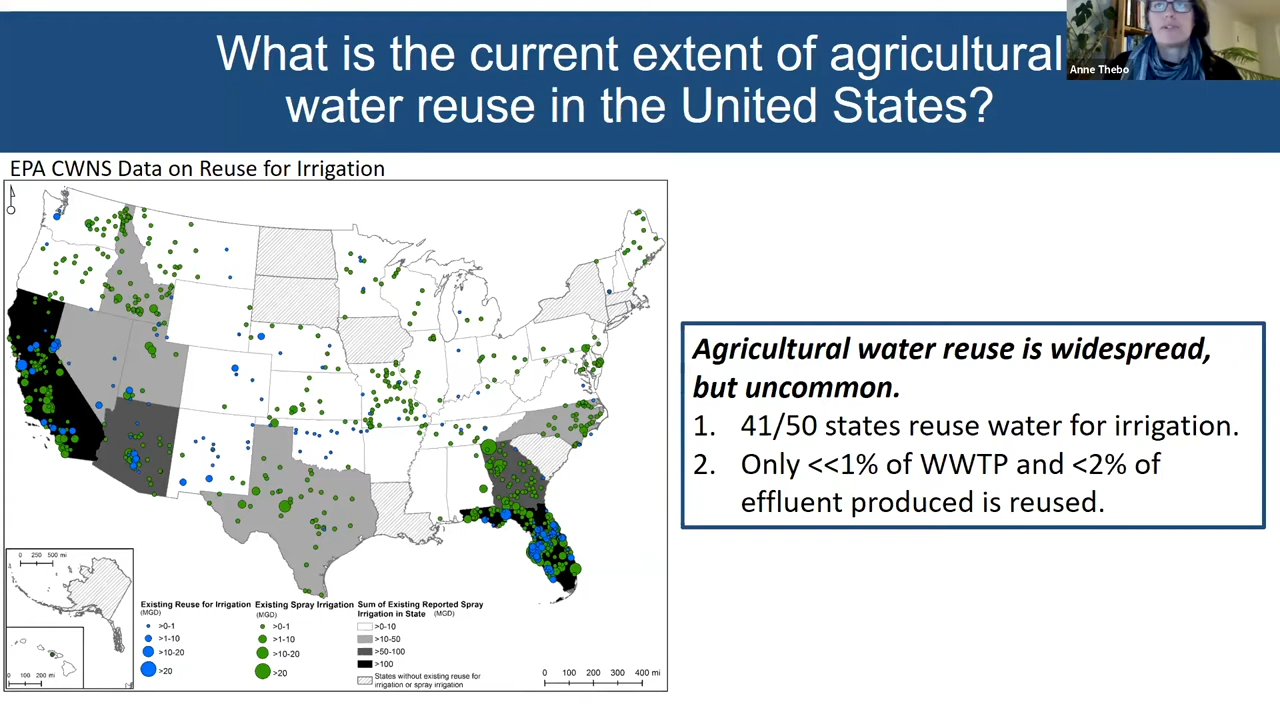 What is the current extent of agricultural
water reuse in the United States?
Anne Thebo
EPA CWNS Data on Reuse for Irrigation
Agricultural water reuse is widespread,
but uncommon.
1. 41/50 states reuse water for irrigation.
2. Only <<1% of WWTP and <2% of
effluent produced is reused.
0 250 500 mi
0 100 200 mi
Existing Reuse for Irrigation
(MGD)
>0-1
>1-10
>10-20
>20
Existing Spray Irrigation
(MGD)
>0-1
>1-10
>10-20
>20
Sum of Existing Reported Spray
Irrigation in State (MGD)
>0-10
>10-50
>50-100
>100
States without existing reuse for
irrigation or spray irrigation
0 100 200 300 400 mi